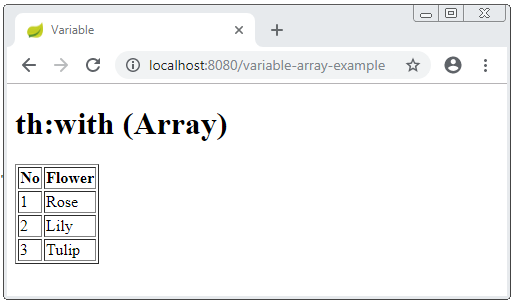 Variable
localhost:8080/variable-array-example
th:with (Array)
No Flower
1 Rose
2 Lily
3 Tulip